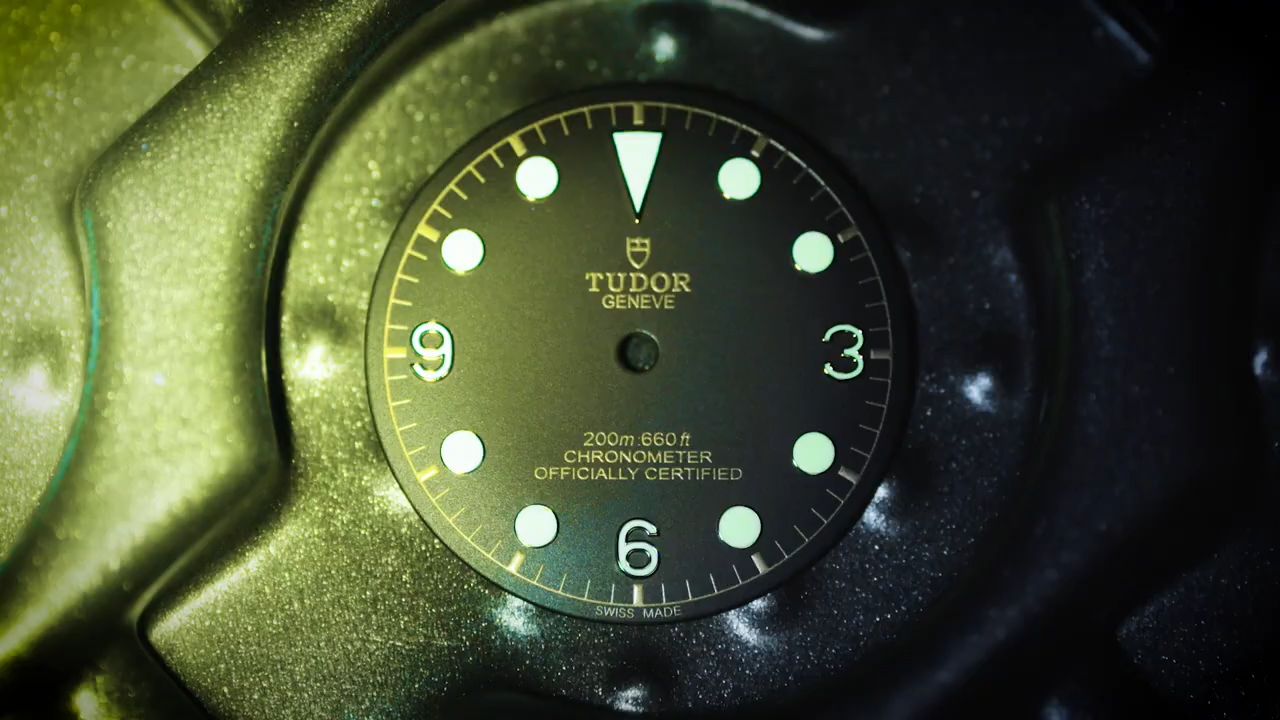 TUDOR
GENEVE
9
3
200m:660ft
CHRONOMETER
OFFICIALLY CERTIFIED
6
SWISS MADE